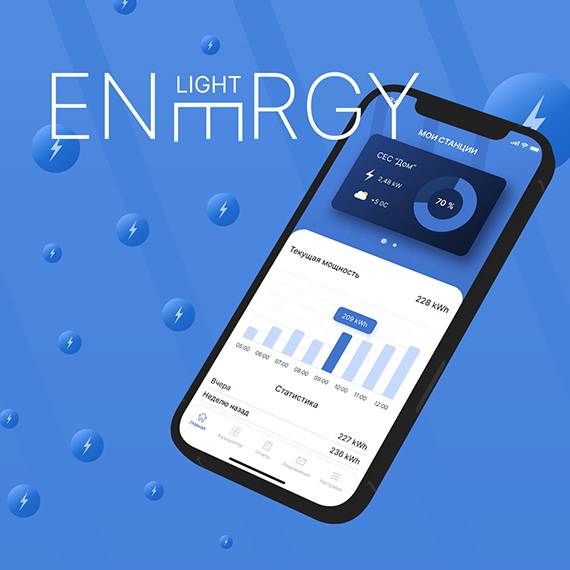 LIGHT
ENERGY
МОИ СТАНЦИИ
СЕС "Дом"
2,48 kW
+5 0C
70 %
Текущая мощность
228 kWh
209 kWh
05:00 06:00 07:00 08:00 09:00 10:00 11:00 12:00
Статистика
Вчера 227 kWh
Неделю назад 236 kWh
Главная Калькулятор Отчеты Уведомления Настройки